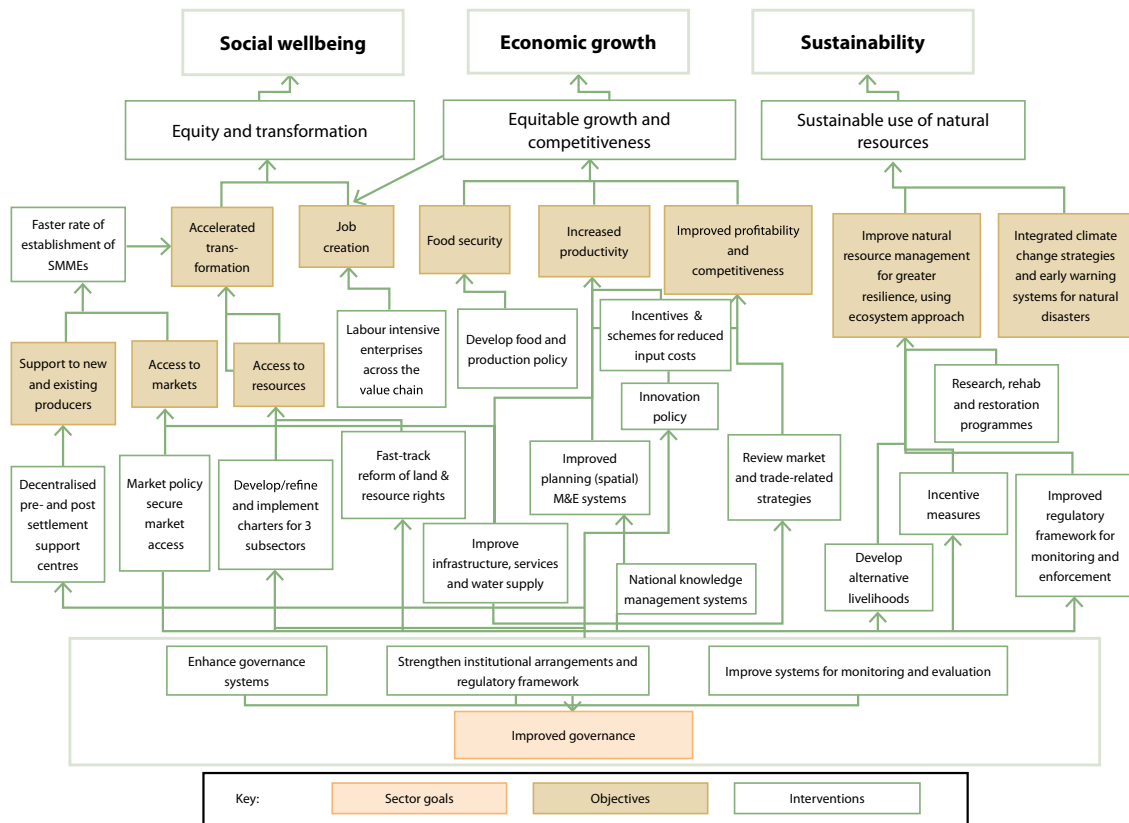 Social wellbeing
Economic growth
Sustainability
Equity and transformation
Equitable growth and
competitiveness
Sustainable use of natural
resources
Faster rate of
establishment of
SMMEs
Accelerated
trans-
formation
Job
creation
Food security
Increased
productivity
Improved profitability
and
competitiveness
Improve natural
resource management
for greater
resilience, using
ecosystem approach
Integrated climate
change strategies
and early warning
systems for natural
disasters
Support to new
and existing
producers
Access to
markets
Access to
resources
Labour intensive
enterprises
across the
value chain
Develop food and
production policy
Incentives &
schemes for reduced
input costs
Innovation
policy
Research, rehab
and restoration
programmes
Decentralised
pre- and post
settlement
support
centres
Market policy
secure
market
access
Develop/refine
and implement
charters for 3
subsectors
Fast-track
reform of land &
resource rights
Improve
infrastructure, services
and water supply
Improved
planning (spatial)
M&E systems
National knowledge
management systems
Review market
and trade-related
strategies
Develop
alternative
livelihoods
Incentive
measures
Improved
regulatory
framework for
monitoring and
enforcement
Enhance governance
systems
Strengthen institutional arrangements and
regulatory framework
Improve systems for monitoring and evaluation
Improved governance
Key:
Sector goals
Objectives
Interventions